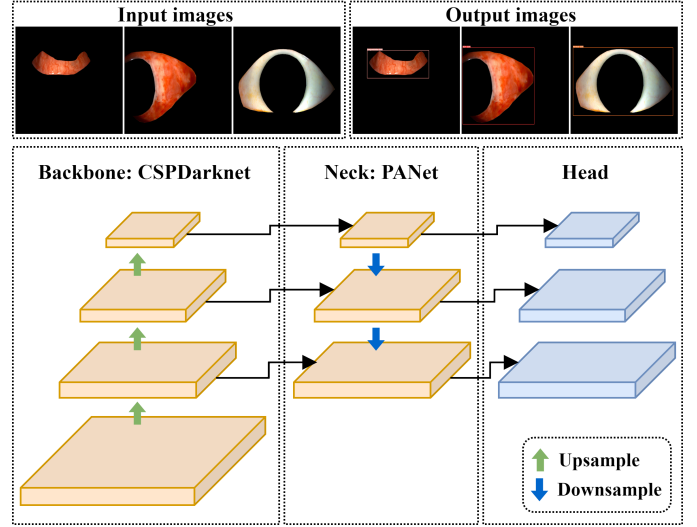 Input images
Output images
Backbone: CSPDarknet
Neck: PANet
Head
Upsample
Downsample